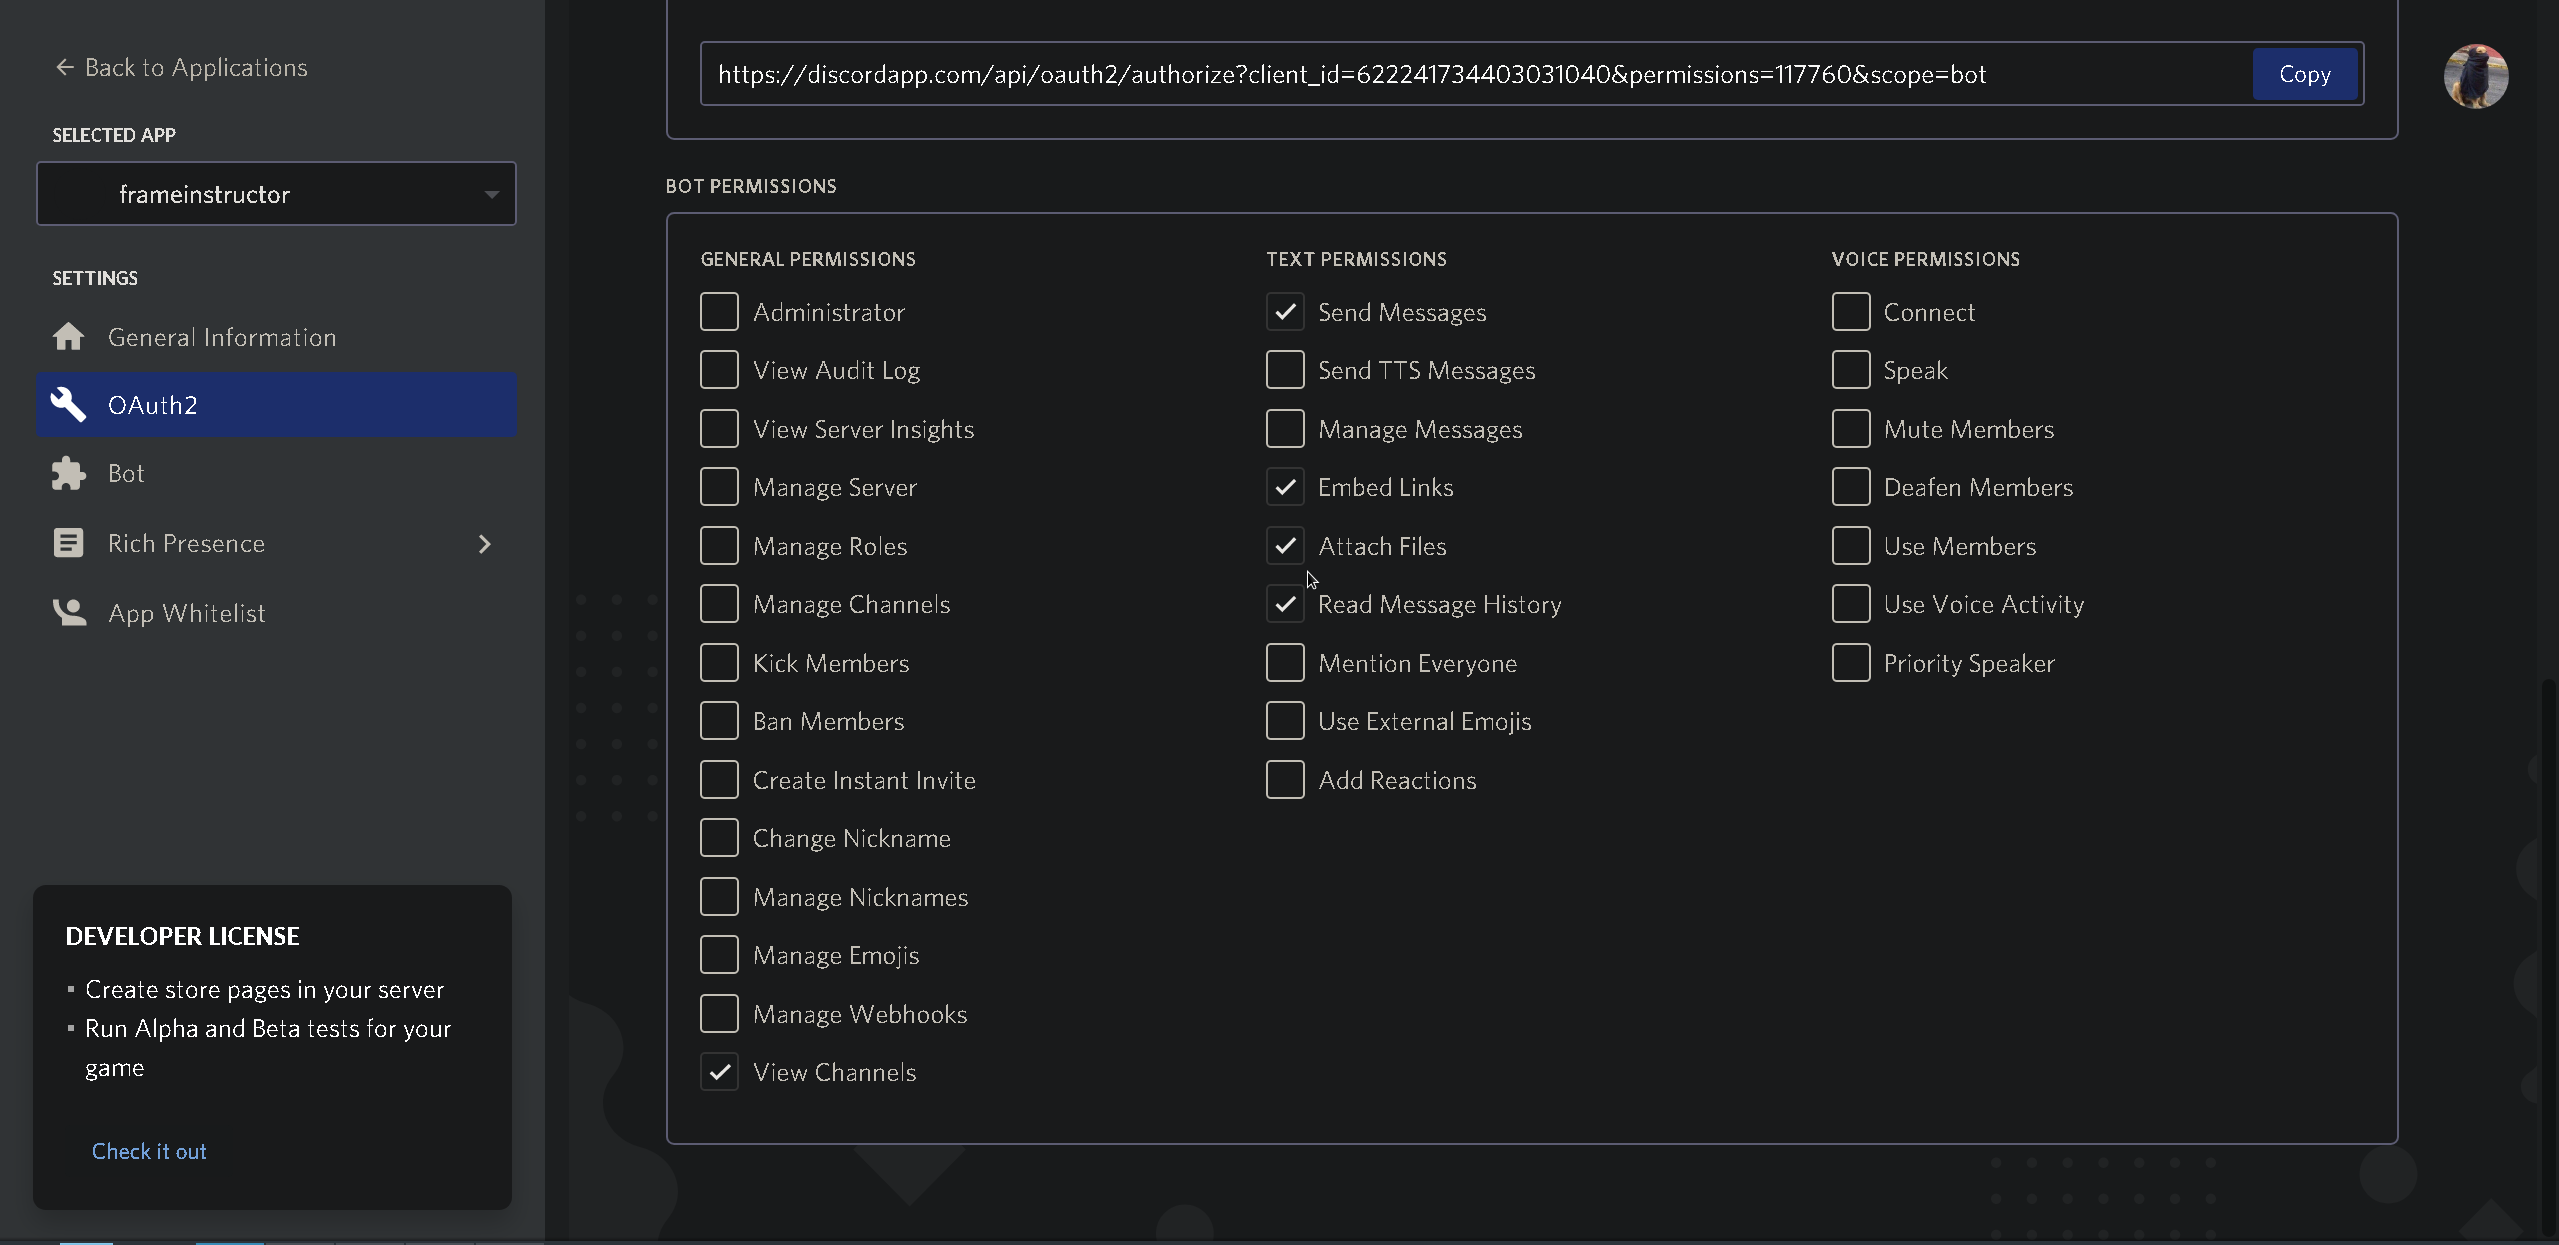 ← Back to Applications
SELECTED APP
frameinstructor
SETTINGS
General Information
OAuth2
Bot
Rich Presence
App Whitelist
DEVELOPER LICENSE
▪ Create store pages in your server
▪ Run Alpha and Beta tests for your
game
Check it out
https://discordapp.com/api/oauth2/authorize?client_id=622241734403031040&permissions=117760&scope=bot
Copy
BOT PERMISSIONS
GENERAL PERMISSIONS
Administrator
View Audit Log
View Server Insights
Manage Server
Manage Roles
Manage Channels
Kick Members
Ban Members
Create Instant Invite
Change Nickname
Manage Nicknames
Manage Emojis
Manage Webhooks
View Channels
TEXT PERMISSIONS
Send Messages
Send TTS Messages
Manage Messages
Embed Links
Attach Files
Read Message History
Mention Everyone
Use External Emojis
Add Reactions
VOICE PERMISSIONS
Connect
Speak
Mute Members
Deafen Members
Use Members
Use Voice Activity
Priority Speaker